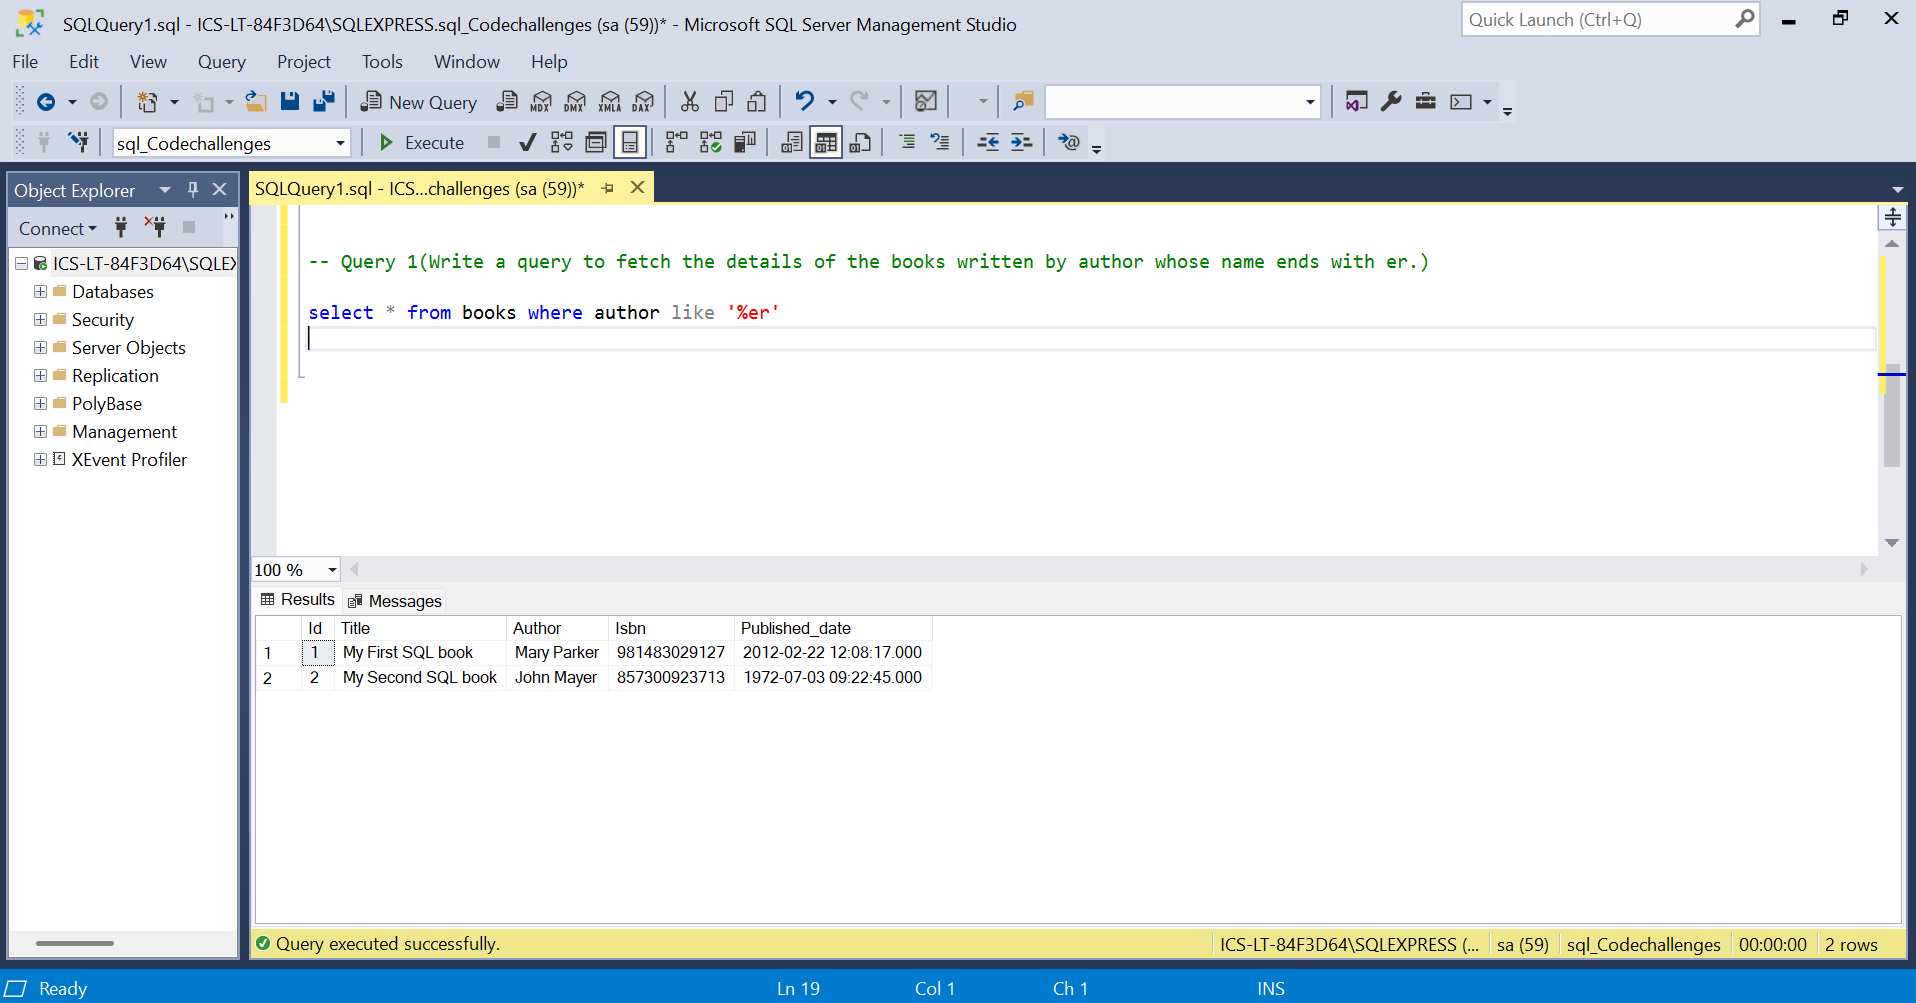 SQLQuery1.sql - ICS-LT-84F3D64\SQLEXPRESS.sql_Codechallenges (sa (59))* - Microsoft SQL Server Management Studio
Quick Launch (Ctrl+Q)
File Edit View Query Project Tools Window Help
New Query MDX DMX XMLA DAX
sql_Codechallenges Execute
Object Explorer
SQLQuery1.sql - ICS...challenges (sa (59))*
Connect
ICS-LT-84F3D64\SQLEX
Databases
Security
Server Objects
Replication
PolyBase
Management
XEvent Profiler
-- Query 1(Write a query to fetch the details of the books written by author whose name ends with er.)
select * from books where author like '%er'
100 %
Results Messages
Id Title Author Isbn Published_date
1 1 My First SQL book Mary Parker 981483029127 2012-02-22 12:08:17.000
2 2 My Second SQL book John Mayer 857300923713 1972-07-03 09:22:45.000
Query executed successfully. ICS-LT-84F3D64\SQLEXPRESS (... sa (59) sql_Codechallenges 00:00:00 2 rows
Ready Ln 19 Col 1 Ch 1 INS